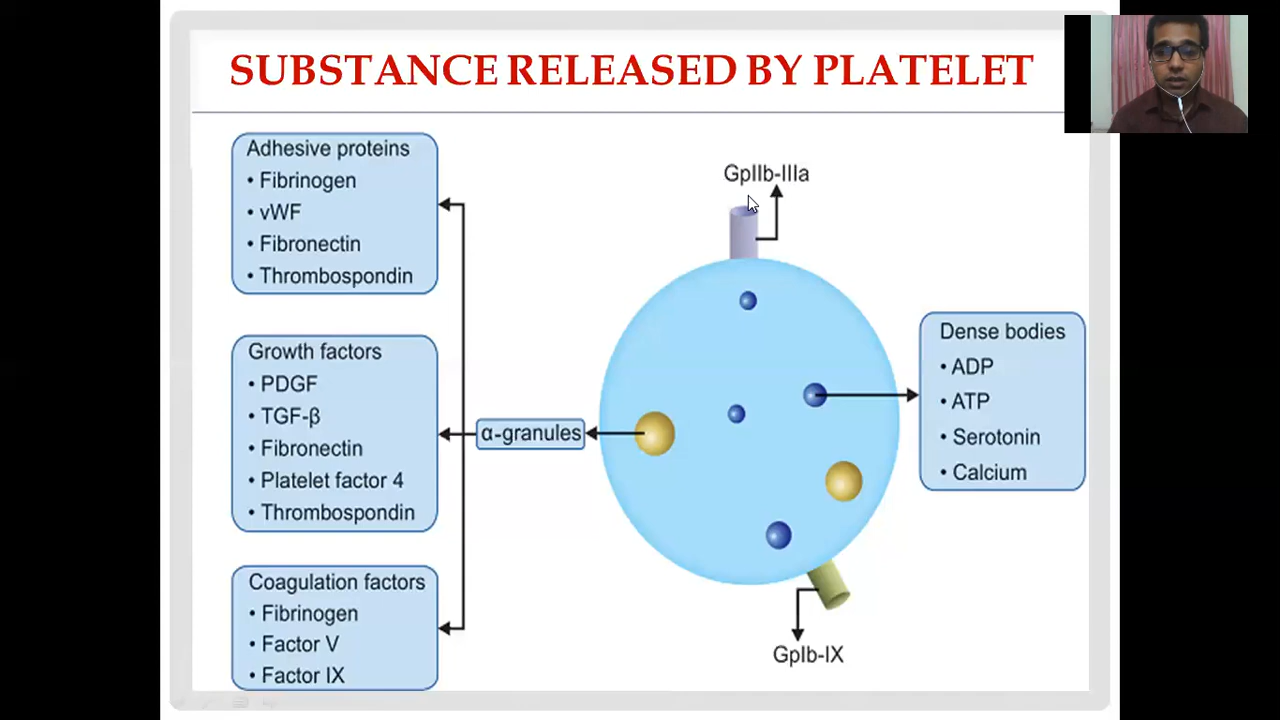 SUBSTANCE RELEASED BY PLATELET
Adhesive proteins
• Fibrinogen
• vWF
• Fibronectin
• Thrombospondin
Growth factors
• PDGF
• TGF-β
• Fibronectin
• Platelet factor 4
• Thrombospondin
Coagulation factors
• Fibrinogen
• Factor V
• Factor IX
α-granules
GpIIb-IIIa
GpIb-IX
Dense bodies
• ADP
• ATP
• Serotonin
• Calcium